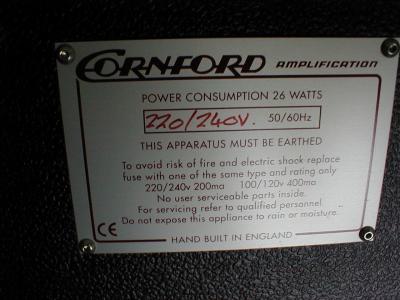 CORNFORD AMPLIFICATION
POWER CONSUMPTION 26 WATTS
220/240V. 50/60Hz
THIS APPARATUS MUST BE EARTHED
To avoid risk of fire and electric shock replace
fuse with one of the same type and rating only
220/240v 200ma 100/120v 400ma
No user serviceable parts inside.
For servicing refer to qualified personnel.
Do not expose this appliance to rain or moisture.
CE
HAND BUILT IN ENGLAND